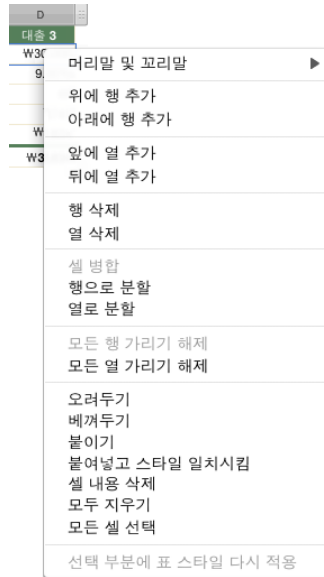 D
대출 3
₩30
머리말 및 꼬리말
9.
위에 행 추가
아래에 행 추가
₩
앞에 열 추가
₩3
뒤에 열 추가
행 삭제
열 삭제
셀 병합
행으로 분할
열로 분할
모든 행 가리기 해제
모든 열 가리기 해제
오려두기
베껴두기
붙이기
붙여넣고 스타일 일치시킴
셀 내용 삭제
모두 지우기
모든 셀 선택
선택 부분에 표 스타일 다시 적용